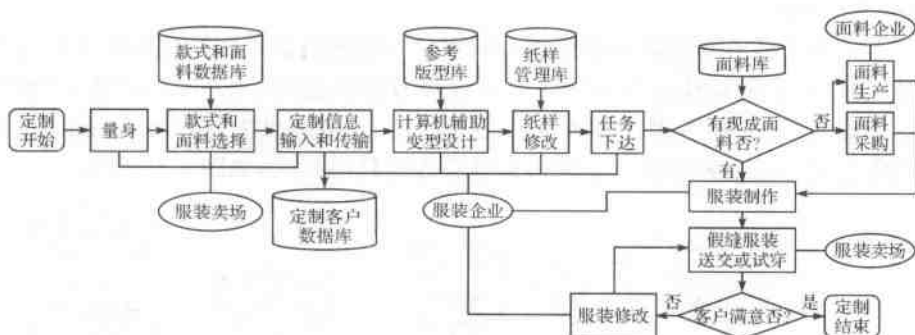 面料企业
款式和面
料数据库
参考
版型库
纸样
管理库
面料库
面料
生产
定制
开始
量身
款式和
面料选择
定制信息
输入和传输
计算机辅助
变型设计
纸样
修改
任务
下达
有现成面
料否?
否
面料
采购
有
服装卖场
定制客户
数据库
服装企业
服装制作
假缝服装
送交或试穿
服装卖场
服装修改
否
客户满意否?
是
定制
结束